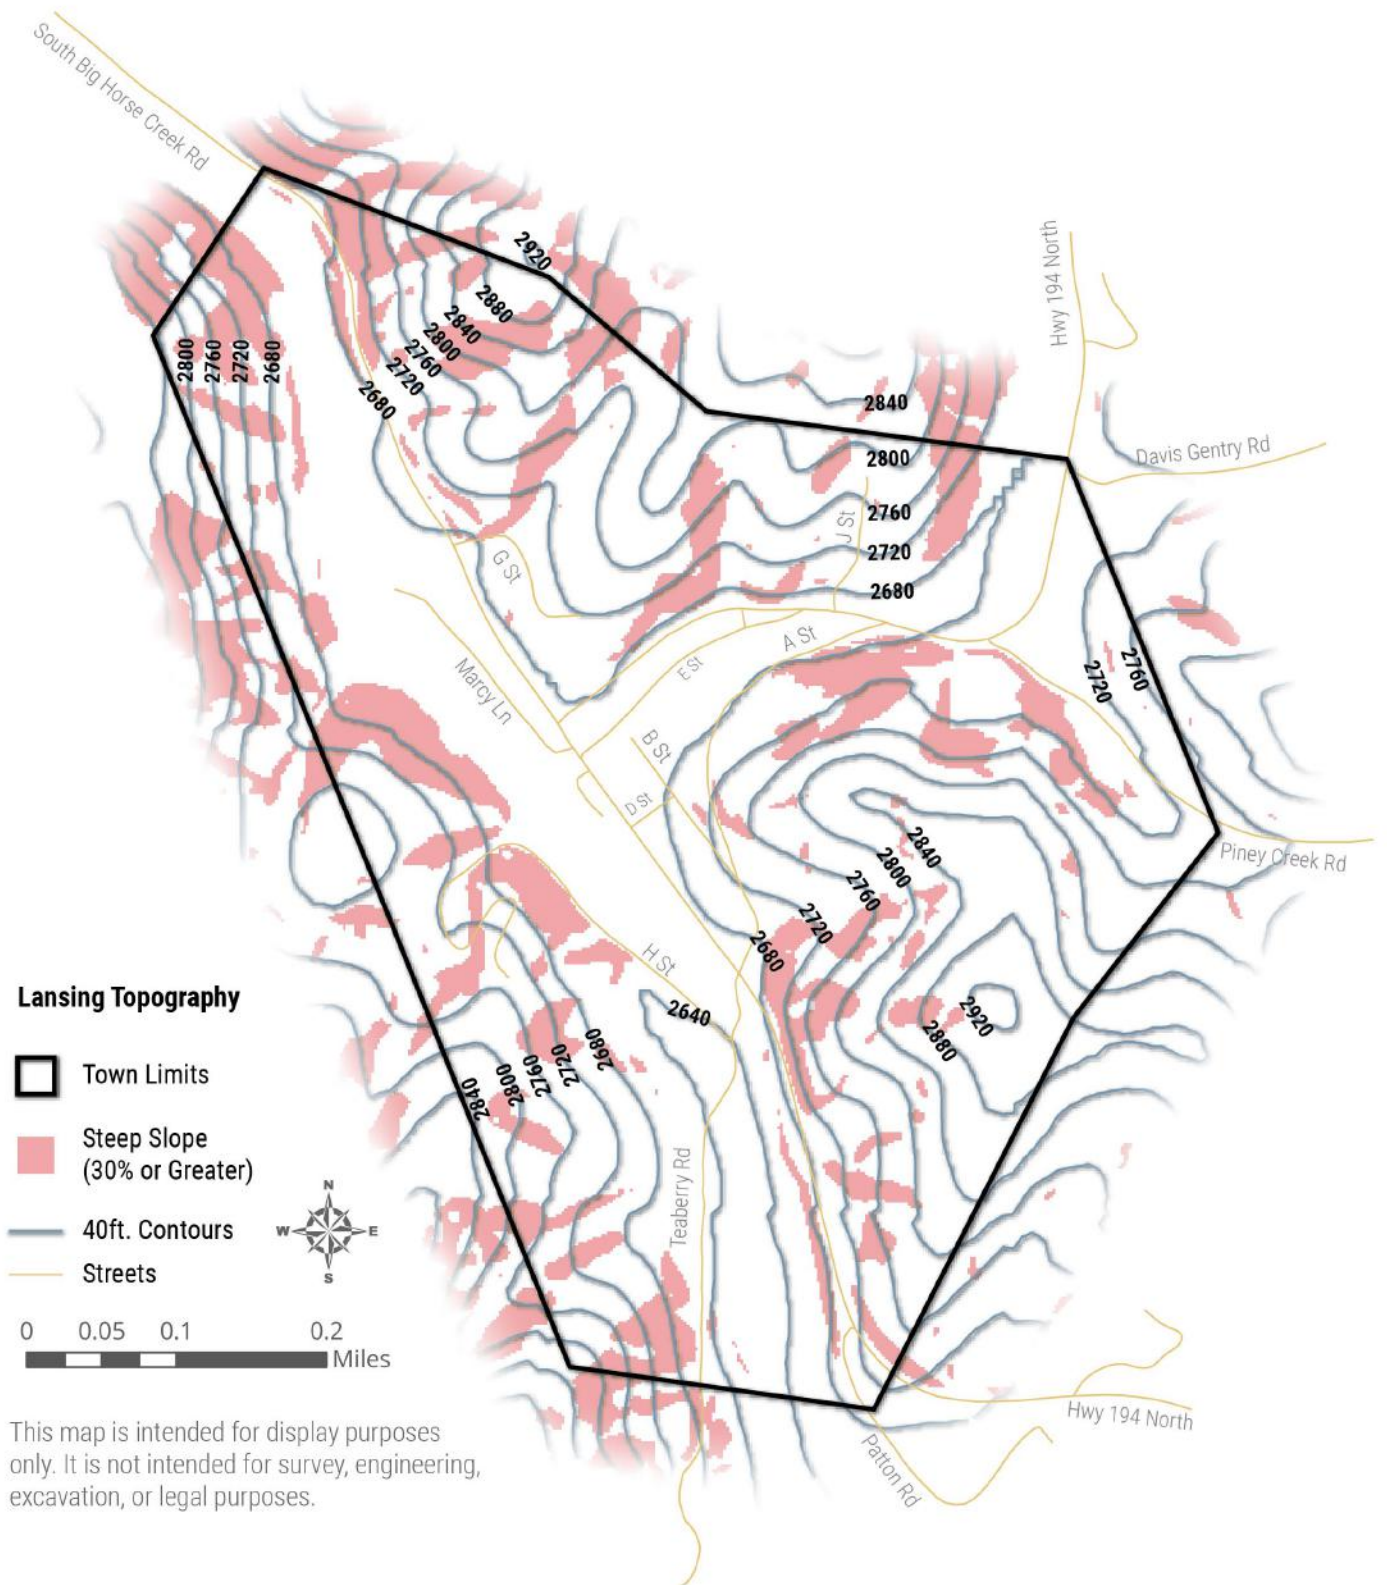 South Big Horse Creek Rd
Hwy 194 North
2920
2880
2840
2800
2760
2720
2680
2800
2760
2720
2680
2840
Davis Gentry Rd
2800
2760
J St
2720
2680
G St
A St
E St
Marcy Ln
B St
D St
2720
2760
Piney Creek Rd
2840
2800
2760
2720
2680
H St
2640
2920
2880
2680
2720
2760
2800
2840
Teaberry Rd
Lansing Topography
Town Limits
Steep Slope
(30% or Greater)
40ft. Contours
Streets
N
W E
S
0 0.05 0.1 0.2
Miles
Hwy 194 North
Patton Rd
This map is intended for display purposes
only. It is not intended for survey, engineering,
excavation, or legal purposes.